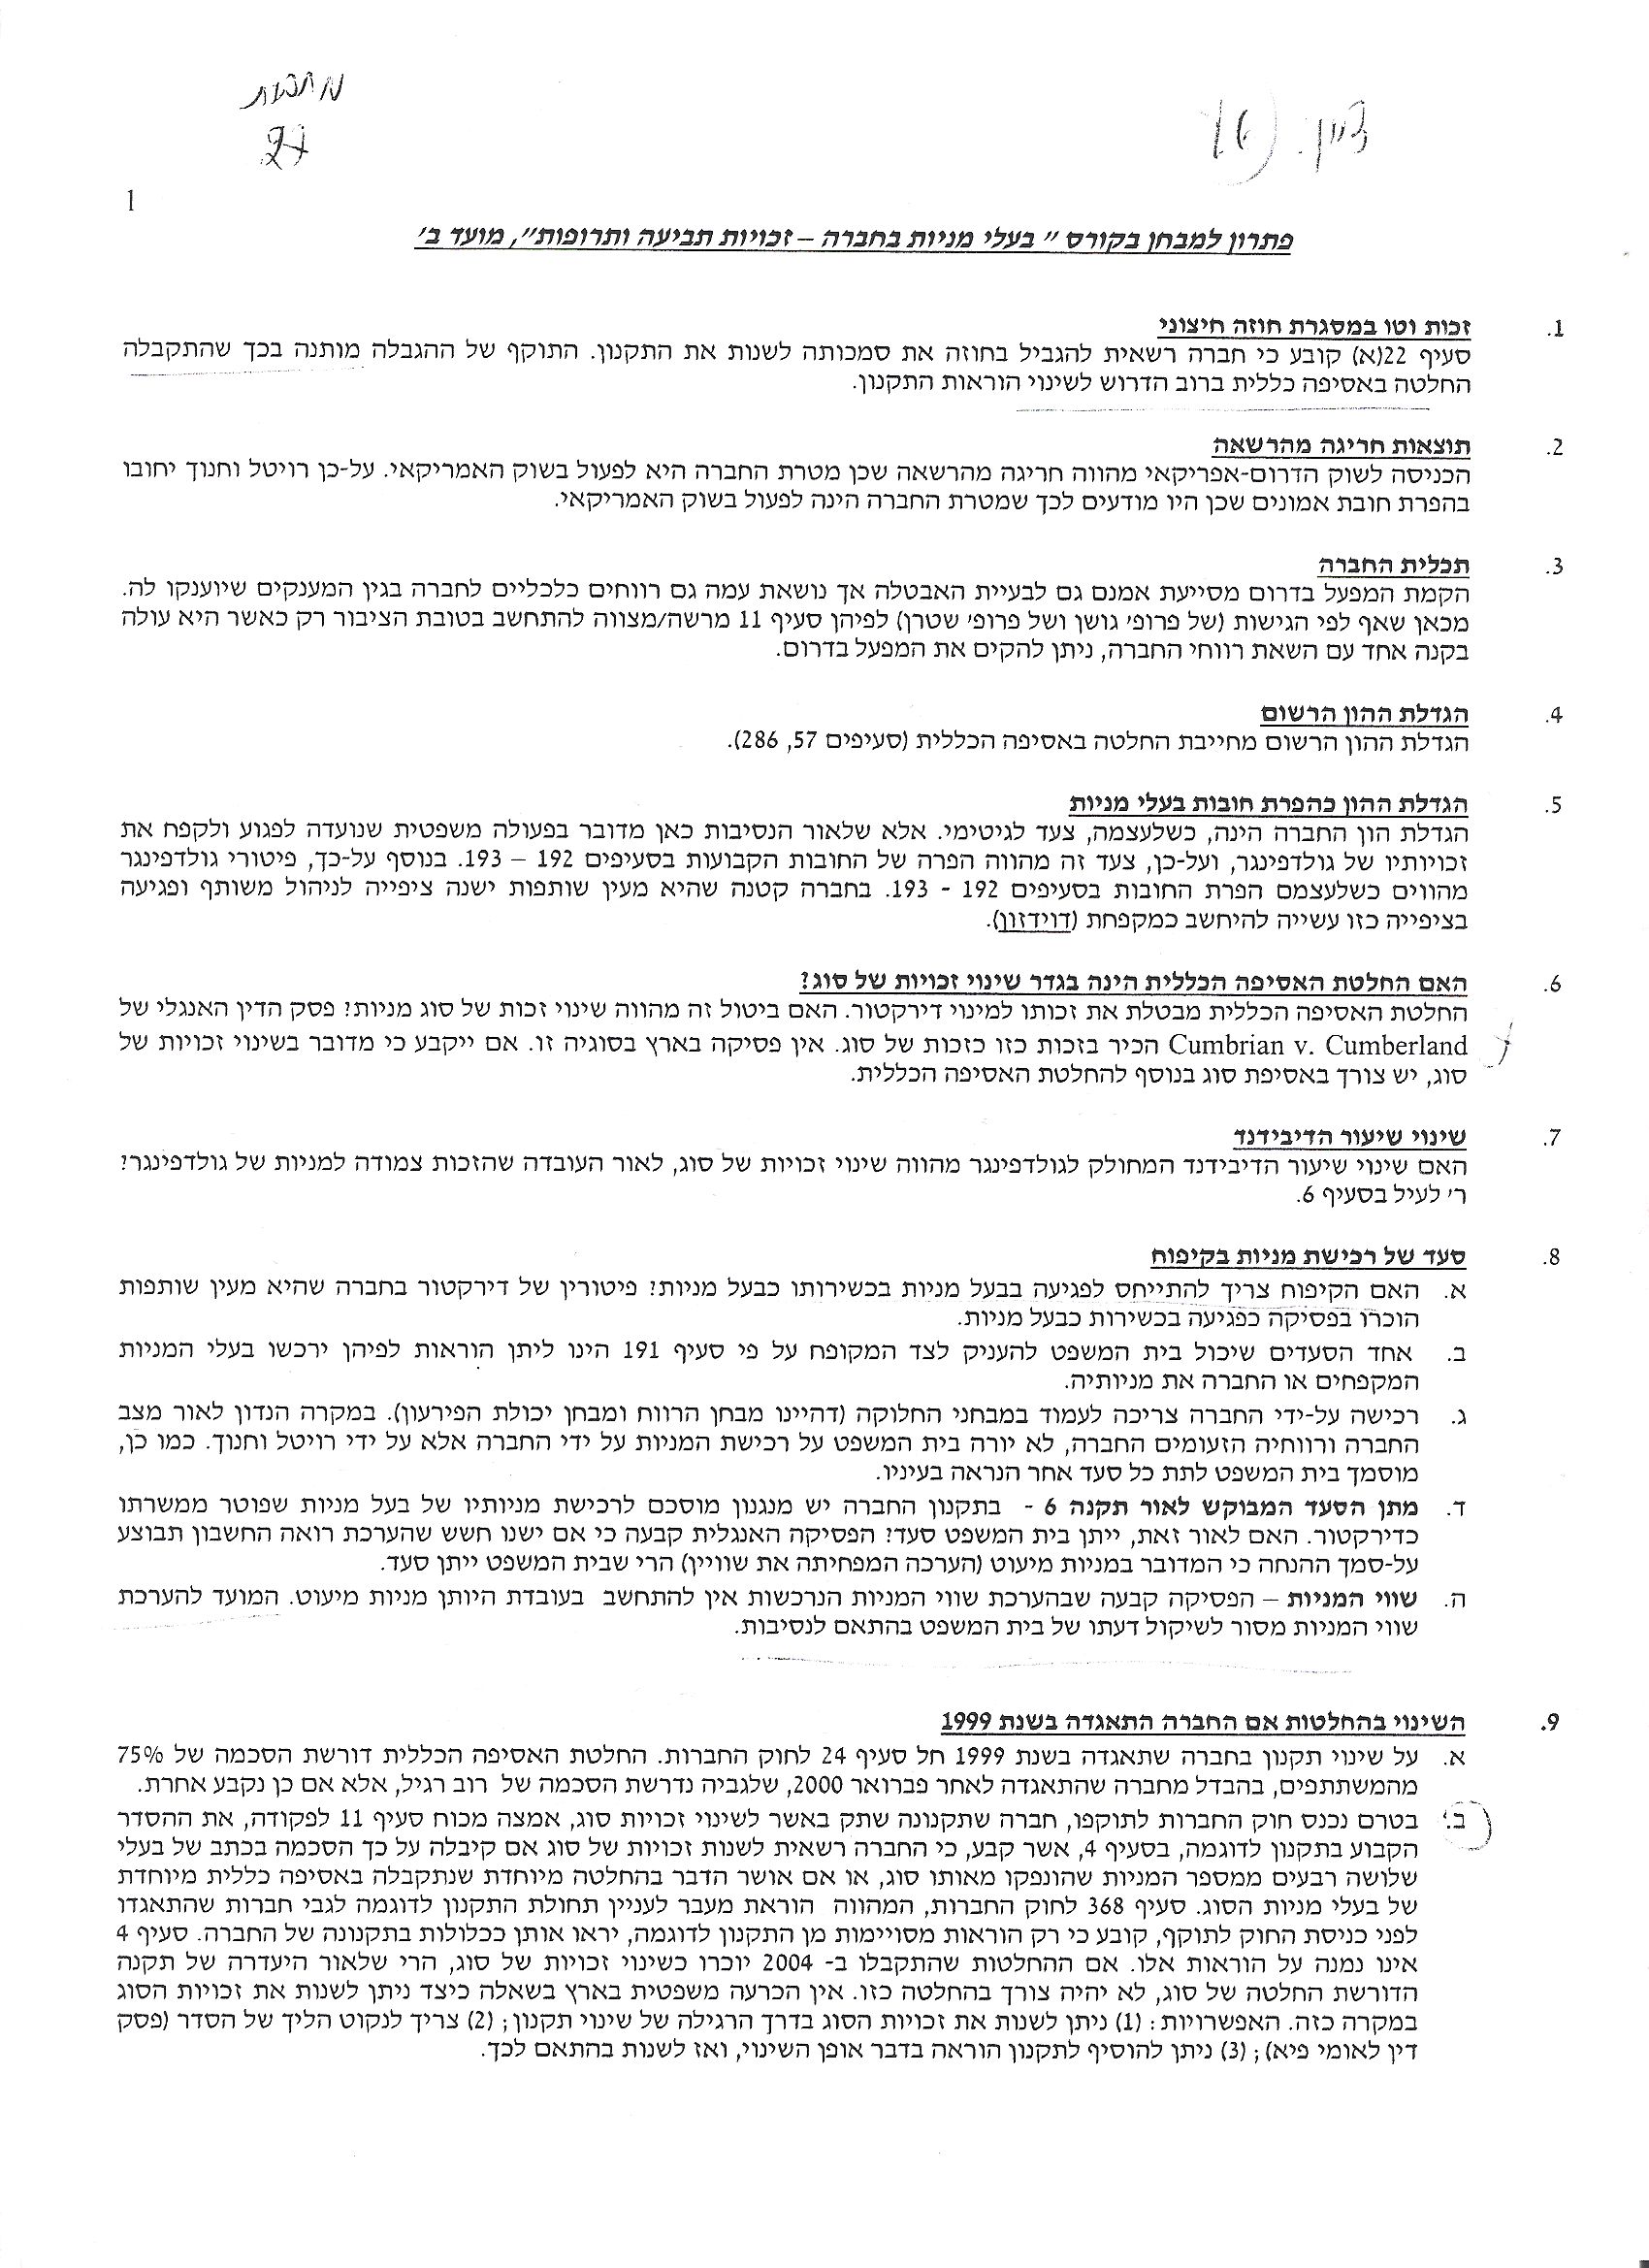 מחברת
27
ציון.
1
פתרון למבחן בקורס "בעלי מניות בחברה – זכויות תביעה ותרופות", מועד ב'
1. זכות וטו במסגרת חוזה חיצוני
סעיף 22(א) קובע כי חברה רשאית להגביל בחוזה את סמכותה לשנות את התקנון. התוקף של ההגבלה מותנה בכך שהתקבלה
החלטה באסיפה כללית ברוב הדרוש לשינוי הוראות התקנון.
2. תוצאות חריגה מהרשאה
הכניסה לשוק הדרום-אפריקאי מהווה חריגה מהרשאה שכן מטרת החברה היא לפעול בשוק האמריקאי. על-כן רויטל וחנוך יחובו
בהפרת חובת אמונים שכן היו מודעים לכך שמטרת החברה הינה לפעול בשוק האמריקאי.
3. תכלית החברה
הקמת המפעל בדרום מסייעת אמנם גם לבעיית האבטלה אך נושאת עמה גם רווחים כלכליים לחברה בגין המענקים שיוענקו לה.
מכאן שאף לפי הגישות (של פרופ' גושן ושל פרופ' שטרן) לפיהן סעיף 11 מרשה/מצווה להתחשב בטובת הציבור רק כאשר היא עולה
בקנה אחד עם השאת רווחי החברה, ניתן להקים את המפעל בדרום.
4. הגדלת ההון הרשום
הגדלת ההון הרשום מחייבת החלטה באסיפה הכללית (סעיפים 57, 286).
5. הגדלת ההון כהפרת חובות בעלי מניות
הגדלת הון החברה הינה, כשלעצמה, צעד לגיטימי. אלא שלאור הנסיבות כאן מדובר בפעולה משפטית שנועדה לפגוע ולקפח את
זכויותיו של גולדפינגר, ועל-כן, צעד זה מהווה הפרה של החובות הקבועות בסעיפים 192 – 193. בנוסף על-כך, פיטורי גולדפינגר
מהווים כשלעצמם הפרת החובות בסעיפים 192 - 193. בחברה קטנה שהיא מעין שותפות ישנה ציפייה לניהול משותף ופגיעה
בציפייה כזו עשוייה להיחשב כמקפחת (דוידזון).
6. האם החלטת האסיפה הכללית הינה בגדר שינוי זכויות של סוג?
החלטת האסיפה הכללית מבטלת את זכותו למינוי דירקטור. האם ביטול זה מהווה שינוי זכות של סוג מניות? פסק הדין האנגלי של
Cumbrian v. Cumberland הכיר בזכות כזו כזכות של סוג. אין פסיקה בארץ בסוגיה זו. אם ייקבע כי מדובר בשינוי זכויות של
סוג, יש צורך באסיפת סוג בנוסף להחלטת האסיפה הכללית.
7. שינוי שיעור הדיבידנד
האם שינוי שיעור הדיבידנד המחולק לגולדפינגר מהווה שינוי זכויות של סוג, לאור העובדה שהזכות צמודה למניות של גולדפינגר?
ר' לעיל בסעיף 6.
8. סעד של רכישת מניות בקיפוח
א. האם הקיפוח צריך להתייחס לפגיעה בבעל מניות בכשירותו כבעל מניות? פיטורין של דירקטור בחברה שהיא מעין שותפות
הוכרו בפסיקה כפגיעה בכשירות כבעל מניות.
ב. אחד הסעדים שיכול בית המשפט להעניק לצד המקופח על פי סעיף 191 הינו ליתן הוראות לפיהן ירכשו בעלי המניות
המקפחים או החברה את מניותיה.
ג. רכישה על-ידי החברה צריכה לעמוד במבחני החלוקה (דהיינו מבחן הרווח ומבחן יכולת הפירעון). במקרה הנדון לאור מצב
החברה ורווחיה הזעומים החברה, לא יורה בית המשפט על רכישת המניות על ידי החברה אלא על ידי רויטל וחנוך. כמו כן,
מוסמך בית המשפט לתת כל סעד אחר הנראה בעיניו.
ד. מתן הסעד המבוקש לאור תקנה 6 - בתקנון החברה יש מנגנון מוסכם לרכישת מניותיו של בעל מניות שפוטר ממשרתו
כדירקטור. האם לאור זאת, ייתן בית המשפט סעד? הפסיקה האנגלית קבעה כי אם ישנו חשש שהערכת רואה החשבון תבוצע
על-סמך ההנחה כי המדובר במניות מיעוט (הערכה המפחיתה את שוויין) הרי שבית המשפט ייתן סעד.
ה. שווי המניות – הפסיקה קבעה שבהערכת שווי המניות הנרכשות אין להתחשב בעובדת היותן מניות מיעוט. המועד להערכת
שווי המניות מסור לשיקול דעתו של בית המשפט בהתאם לנסיבות.
9. השינוי בהחלטות אם החברה התאגדה בשנת 1999
א. על שינוי תקנון בחברה שתאגדה בשנת 1999 חל סעיף 24 לחוק החברות. החלטת האסיפה הכללית דורשת הסכמה של 75%
מהמשתתפים, בהבדל מחברה שהתאגדה לאחר פברואר 2000, שלגביה נדרשת הסכמה של רוב רגיל, אלא אם כן נקבע אחרת.
ב. בטרם נכנס חוק החברות לתוקפו, חברה שתקנונה שתק באשר לשינוי זכויות סוג, אמצה מכוח סעיף 11 לפקודה, את ההסדר
הקבוע בתקנון לדוגמה, בסעיף 4, אשר קבע, כי החברה רשאית לשנות זכויות של סוג אם קיבלה על כך הסכמה בכתב של בעלי
שלושה רבעים ממספר המניות שהונפקו מאותו סוג, או אם אושר הדבר בהחלטה מיוחדת שנתקבלה באסיפה כללית מיוחדת
של בעלי מניות הסוג. סעיף 368 לחוק החברות, המהווה הוראת מעבר לעניין תחולת התקנון לדוגמה לגבי חברות שהתאגדו
לפני כניסת החוק לתוקף, קובע כי רק הוראות מסויימות מן התקנון לדוגמה, יראו אותן ככלולות בתקנונה של החברה. סעיף 4
אינו נמנה על הוראות אלו. אם ההחלטות שהתקבלו ב- 2004 יוכרו כשינוי זכויות של סוג, הרי שלאור היעדרה של תקנה
הדורשת החלטה של סוג, לא יהיה צורך בהחלטה כזו. אין הכרעה משפטית בארץ בשאלה כיצד ניתן לשנות את זכויות הסוג
במקרה כזה. האפשרויות: (1) ניתן לשנות את זכויות הסוג בדרך הרגילה של שינוי תקנון; (2) צריך לנקוט הליך של הסדר (פסק
דין לאומי פיא); (3) ניתן להוסיף לתקנון הוראה בדבר אופן השינוי, ואז לשנות בהתאם לכך.